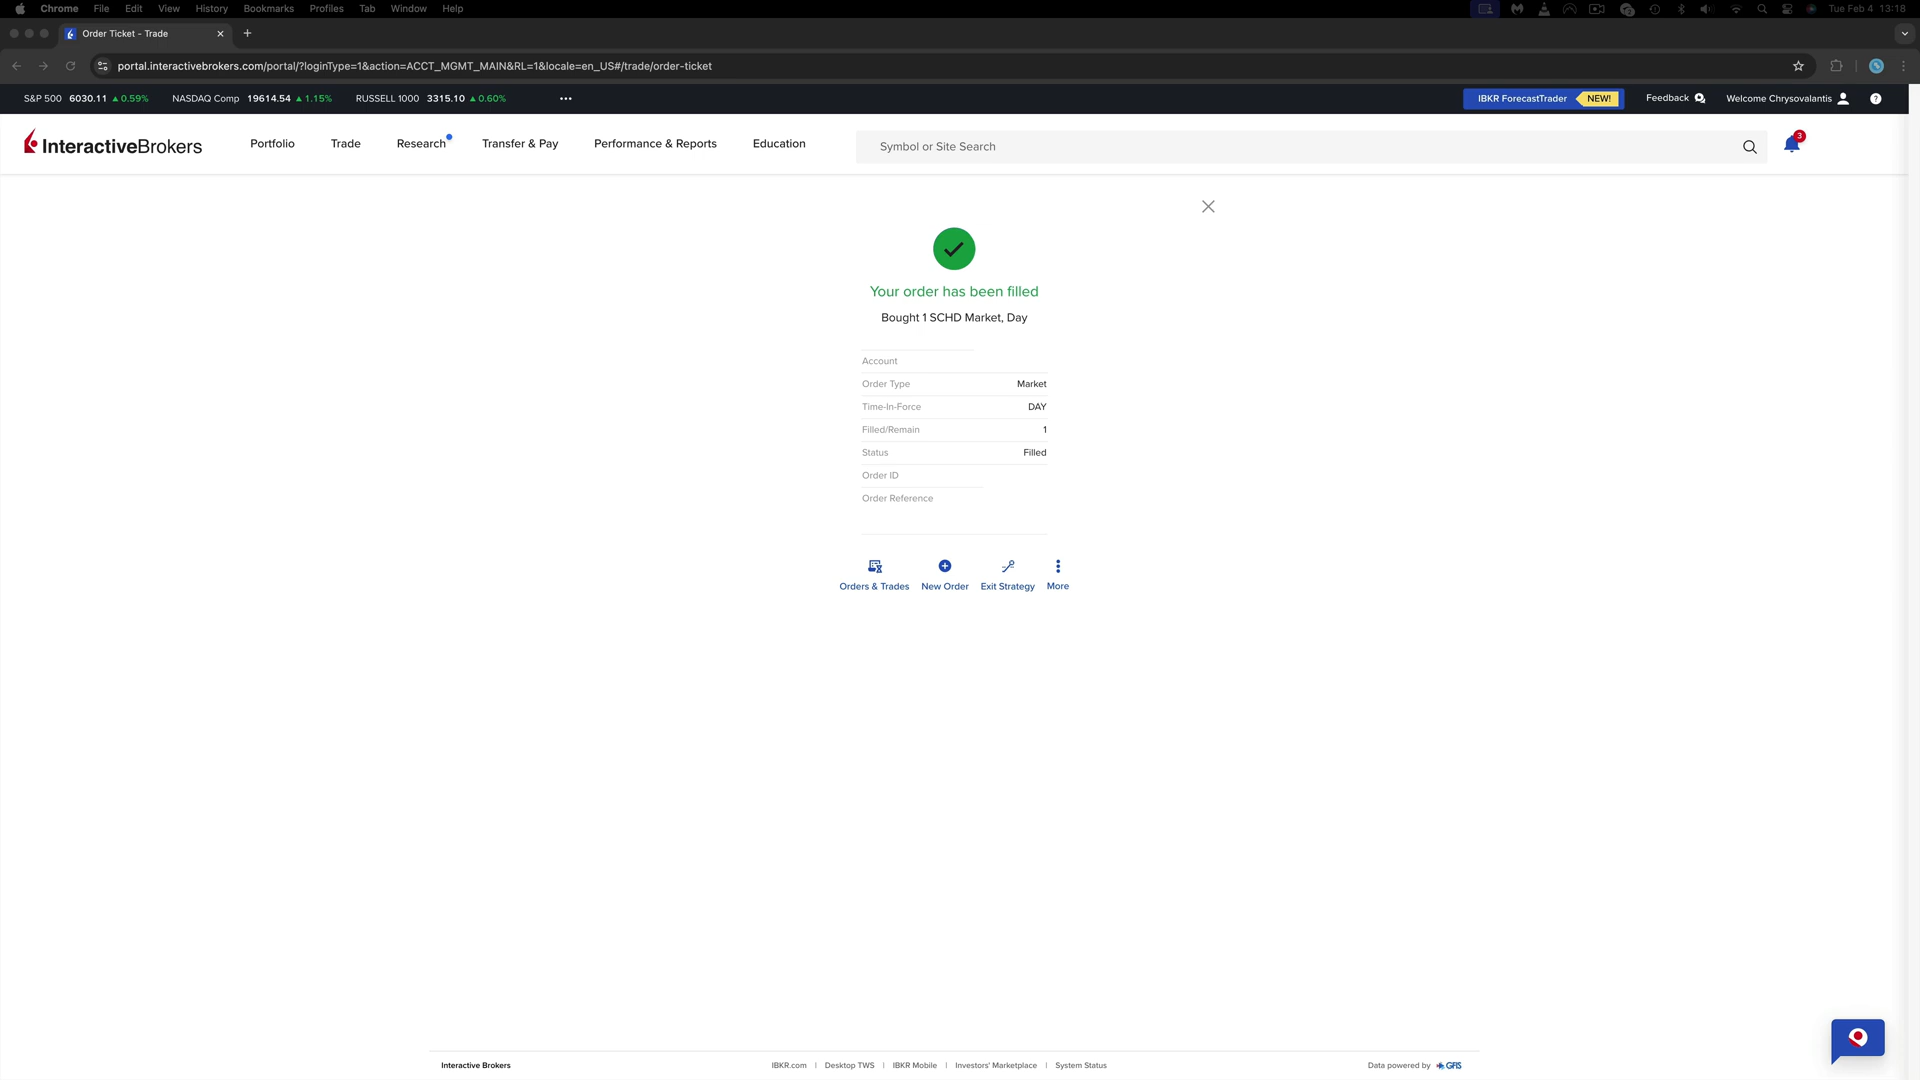 Chrome File Edit View History Bookmarks Profiles Tab Window Help Tue Feb 4 13:18
Order Ticket - Trade
portal.interactivebrokers.com/portal/?loginType=1&action=ACCT_MGMT_MAIN&RL=1&locale=en_US#/trade/order-ticket
S&P 500 6030.11 ▲ 0.59% NASDAQ Comp 19614.54 ▲ 1.15% RUSSELL 1000 3315.10 ▲ 0.60% ••• IBKR ForecastTrader NEW! Feedback Welcome Chrysovalantis ?
InteractiveBrokers Portfolio Trade Research Transfer & Pay Performance & Reports Education Symbol or Site Search 3
Your order has been filled
Bought 1 SCHD Market, Day
Account
Order Type Market
Time-In-Force DAY
Filled/Remain 1
Status Filled
Order ID
Order Reference
Orders & Trades New Order Exit Strategy More
Interactive Brokers IBKR.com | Desktop TWS | IBKR Mobile | Investors' Marketplace | System Status Data powered by GFIS